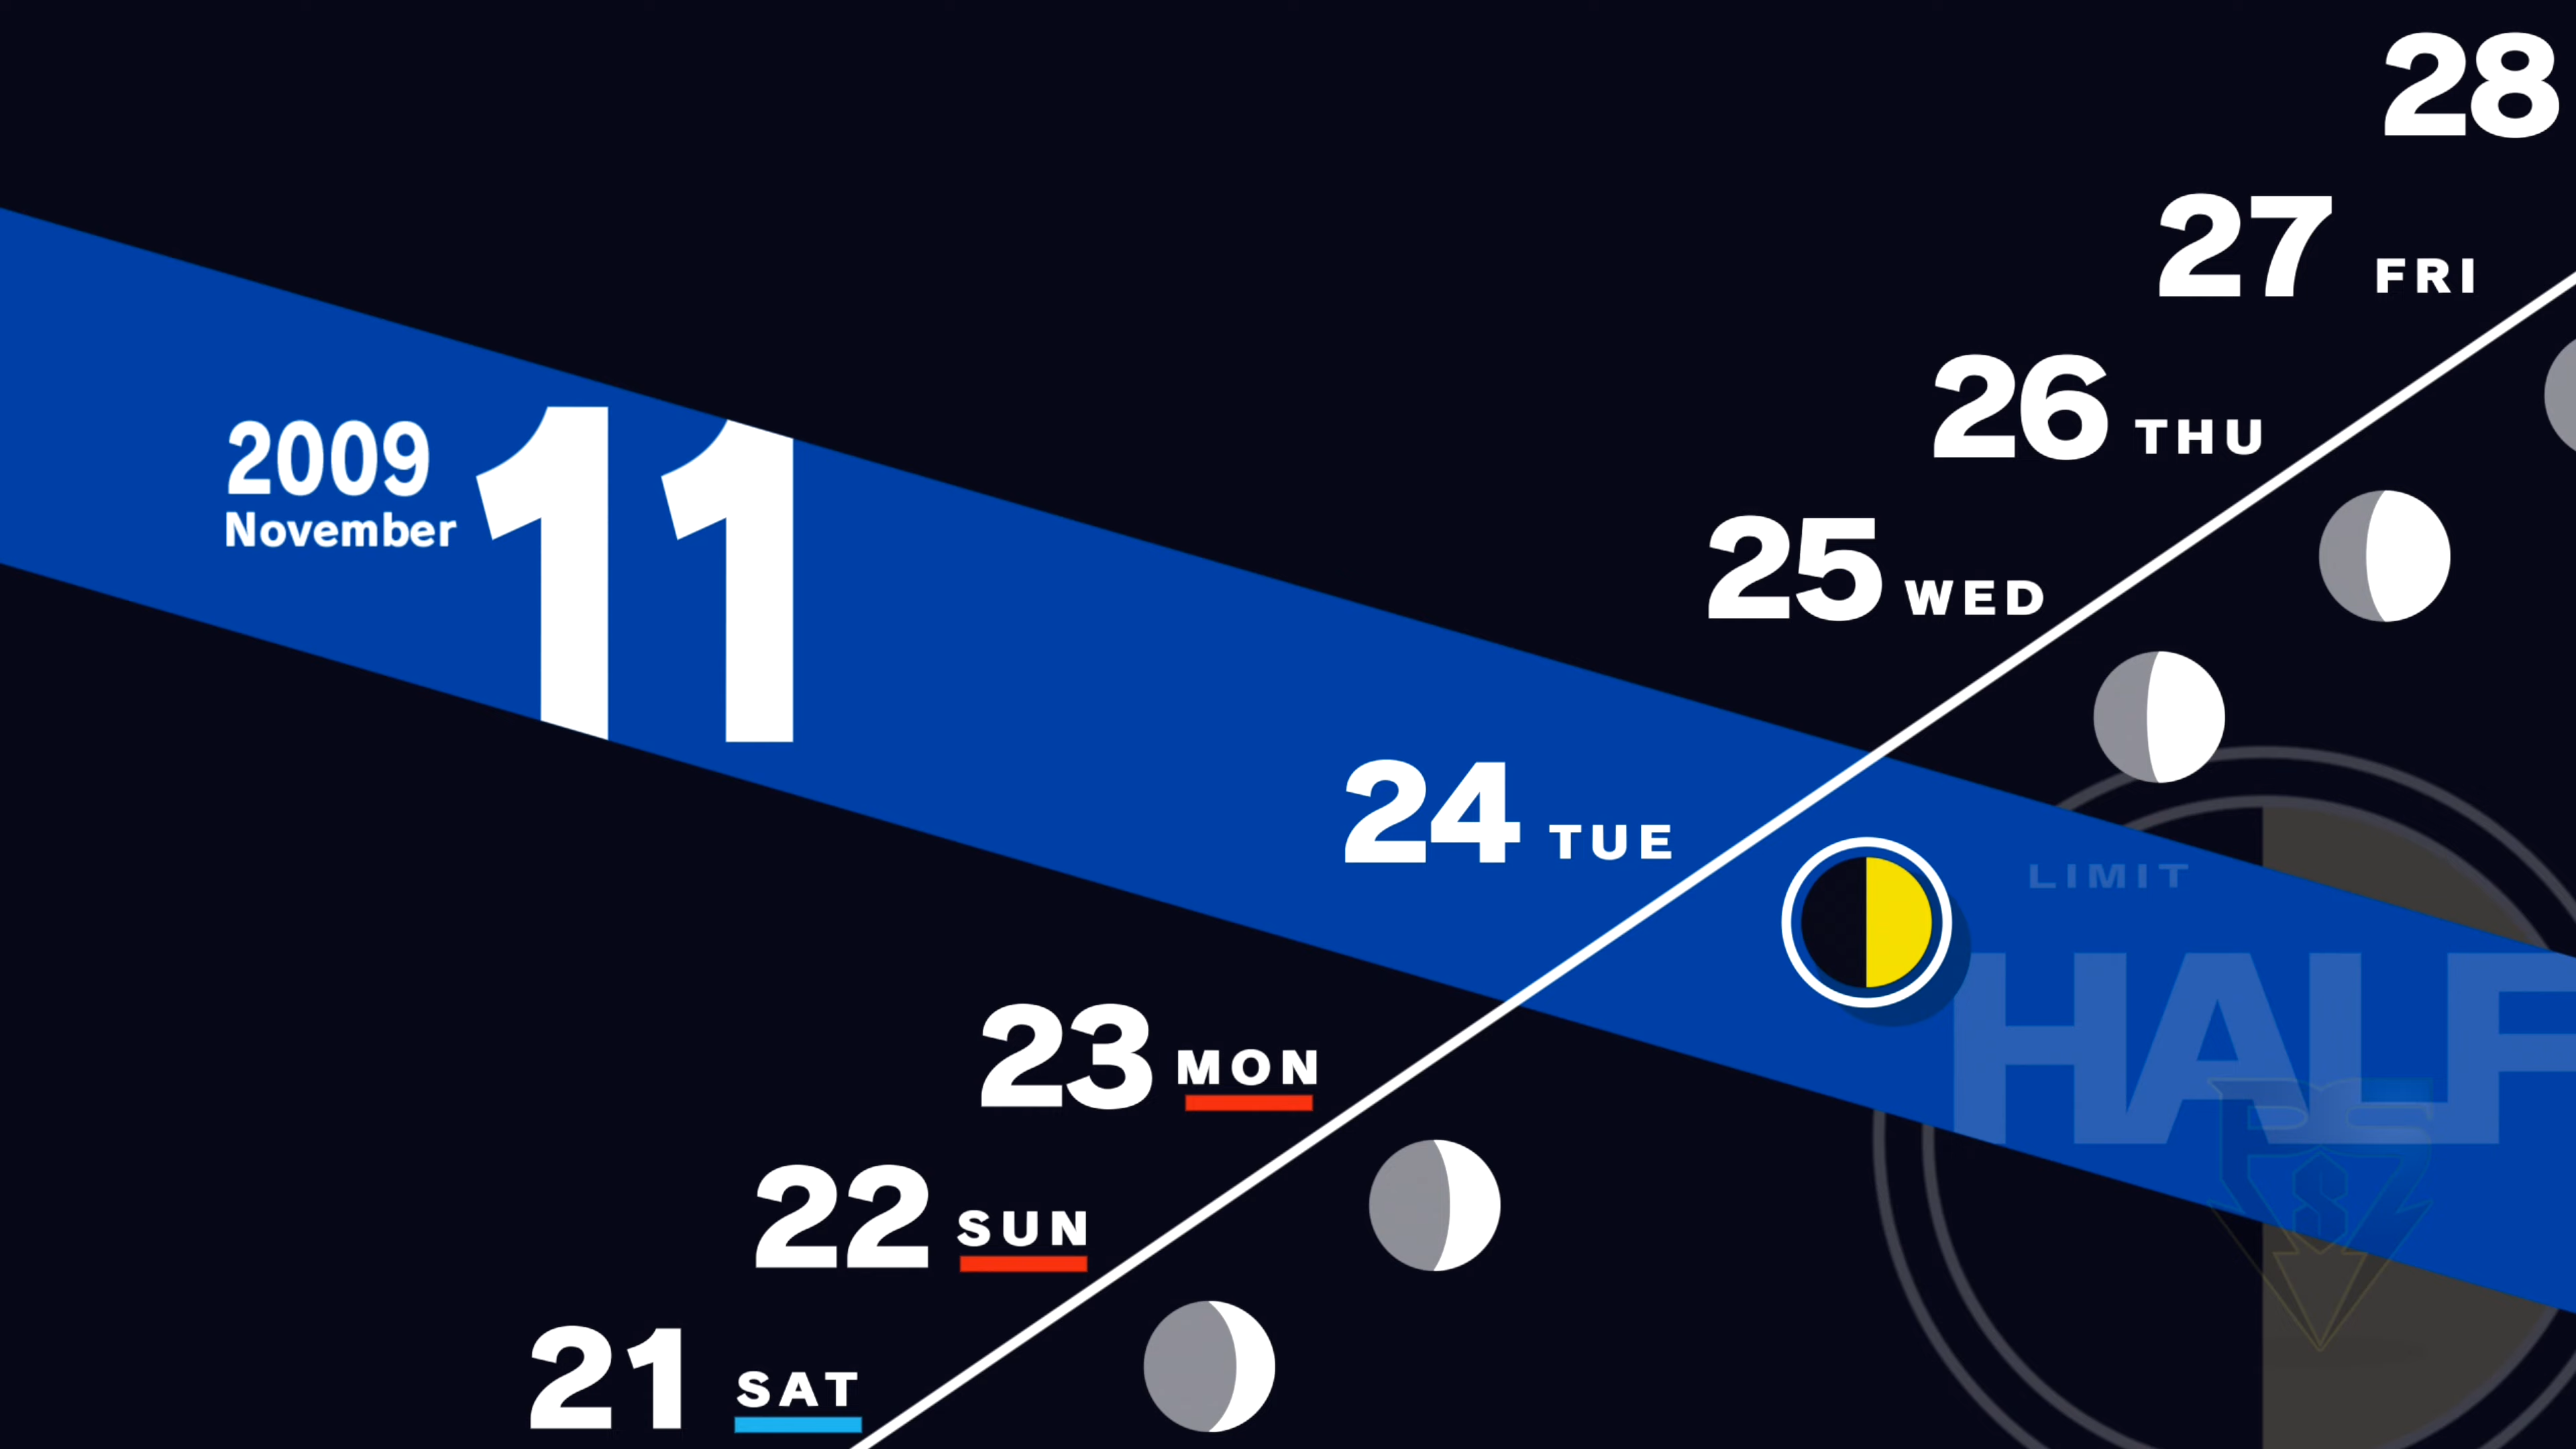 28
27 FRI
26 THU
2009
November
11
25 WED
24 TUE
LIMIT
HALF
23 MON
22 SUN
21 SAT